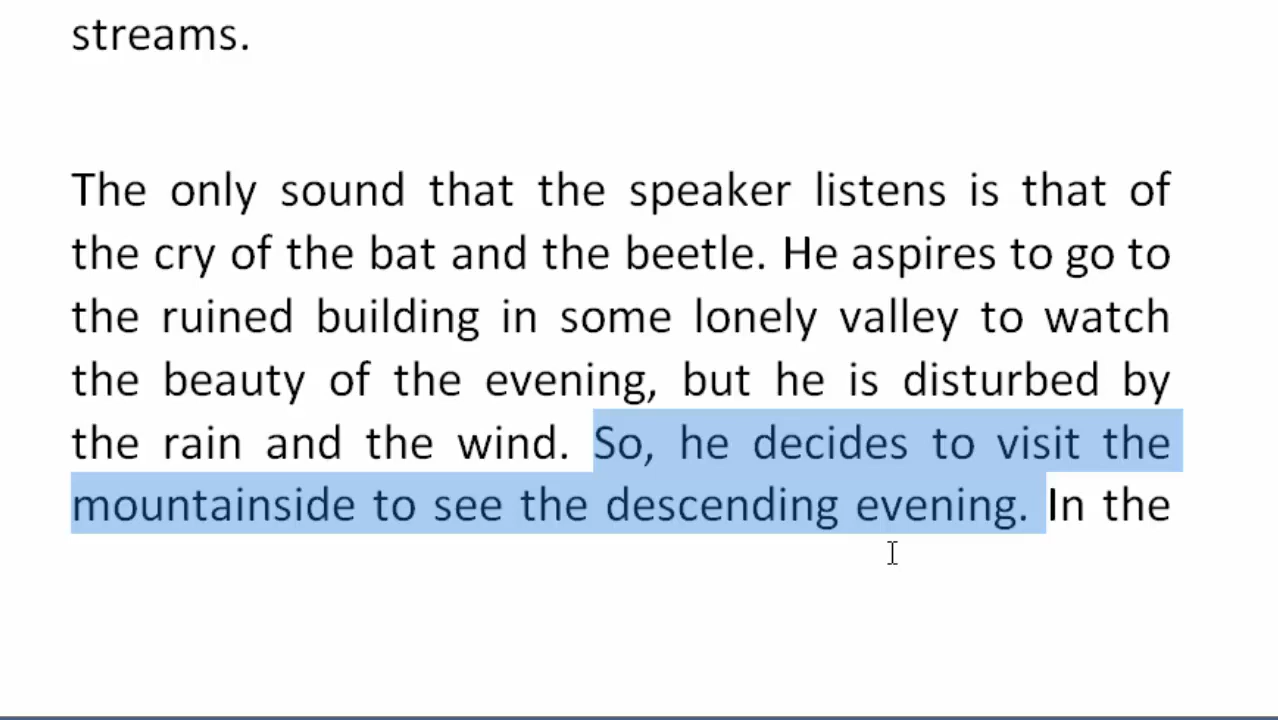 streams.
The only sound that the speaker listens is that of
the cry of the bat and the beetle. He aspires to go to
the ruined building in some lonely valley to watch
the beauty of the evening, but he is disturbed by
the rain and the wind. So, he decides to visit the
mountainside to see the descending evening. In the